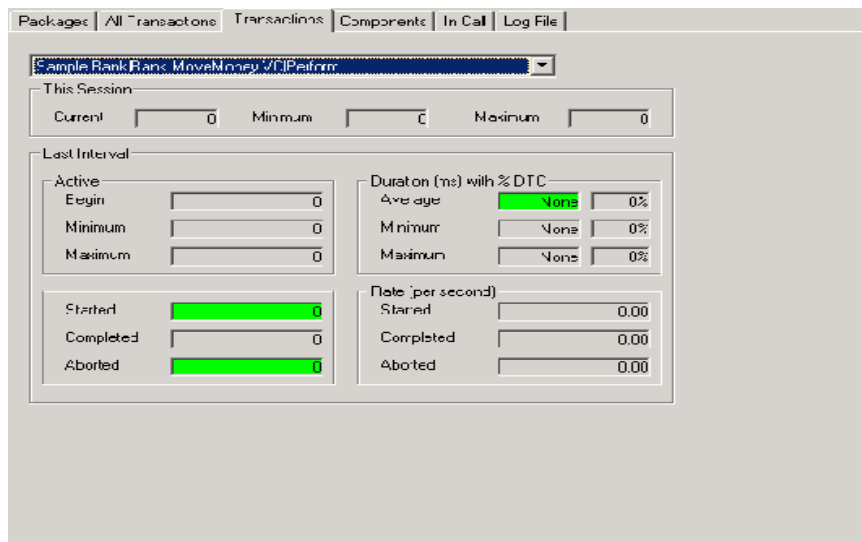 Packages All Transactions Transactions Components In Call Log File
Sample Bank|Bank.MoveMoney.VC|Perform
This Session
Current 0 Minimum 0 Maximum 0
Last Interval
Active
Begin 0
Minimum 0
Maximum 0
Duration (ms) with % DTC
Average None 0%
Minimum None 0%
Maximum None 0%
Started 0
Completed 0
Aborted 0
Rate (per second)
Started 0.00
Completed 0.00
Aborted 0.00